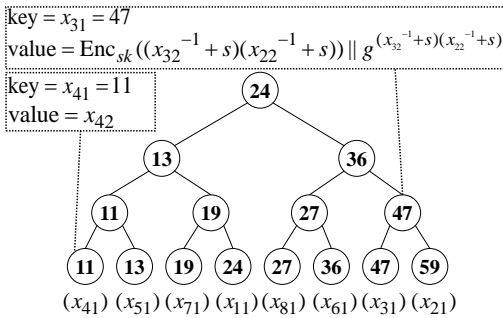 key = x₃₁ = 47
value = Enc_{sk}((x₃₂⁻¹ + s)(x₂₂⁻¹ + s)) || g^{(x₃₂⁻¹+s)(x₂₂⁻¹+s)}
key = x₄₁ = 11
value = x₄₂
24
13 36
11 19 27 47
11 13 19 24 27 36 47 59
(x₄₁) (x₅₁) (x₇₁) (x₁₁) (x₈₁) (x₆₁) (x₃₁) (x₂₁)